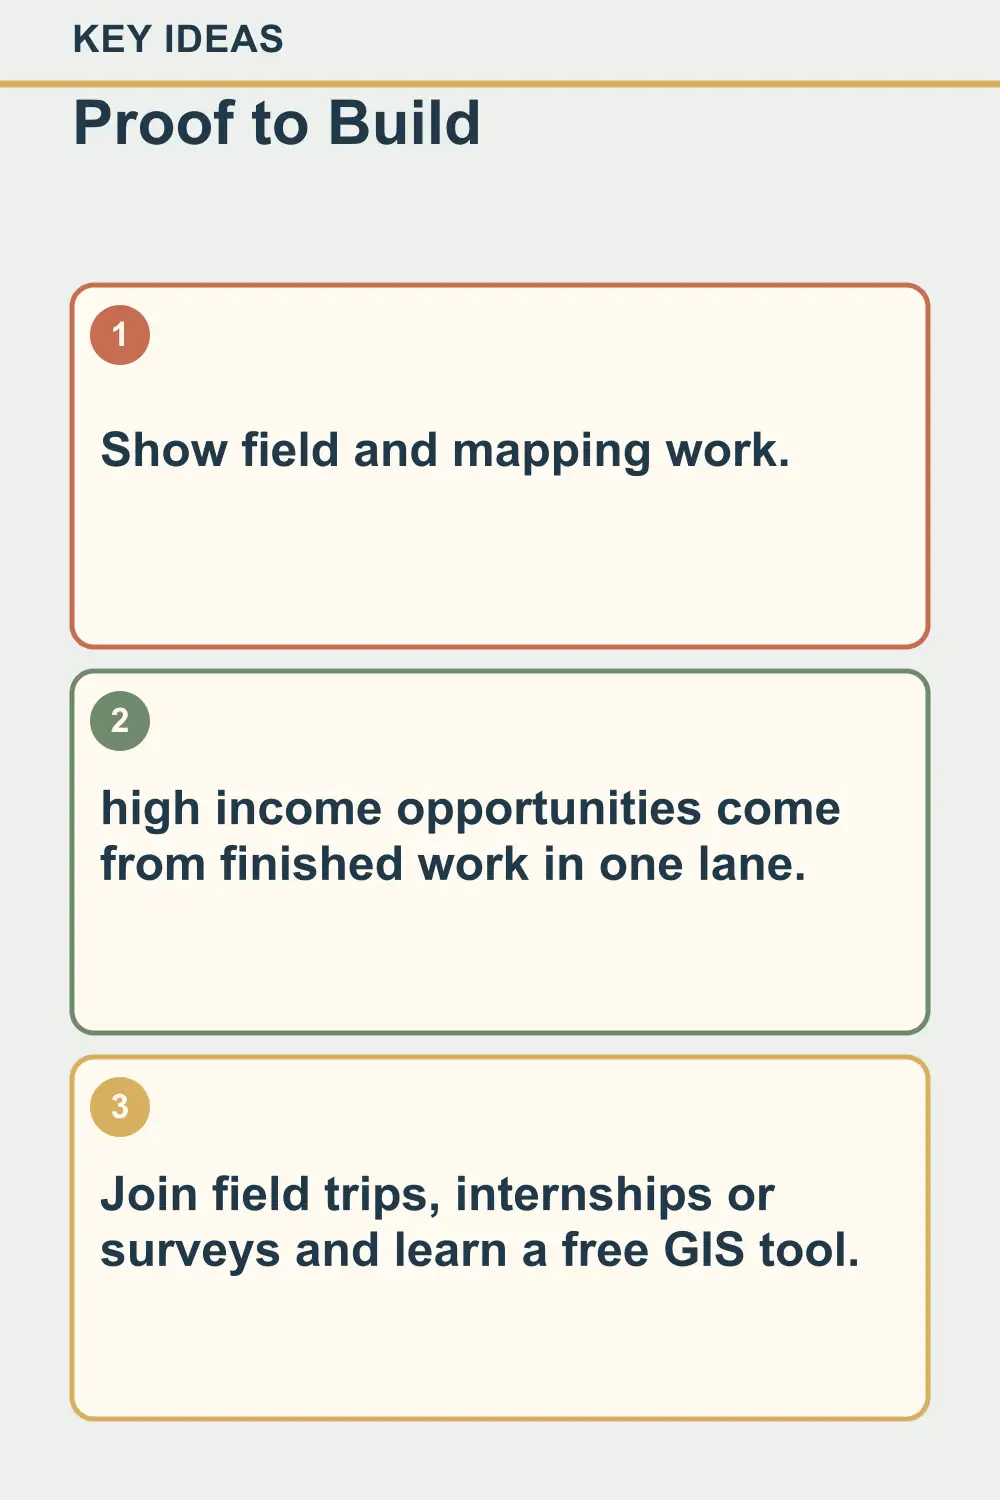 KEY IDEAS
Proof to Build
1
Show field and mapping work.
2
high income opportunities come
from finished work in one lane.
3
Join field trips, internships or
surveys and learn a free GIS tool.